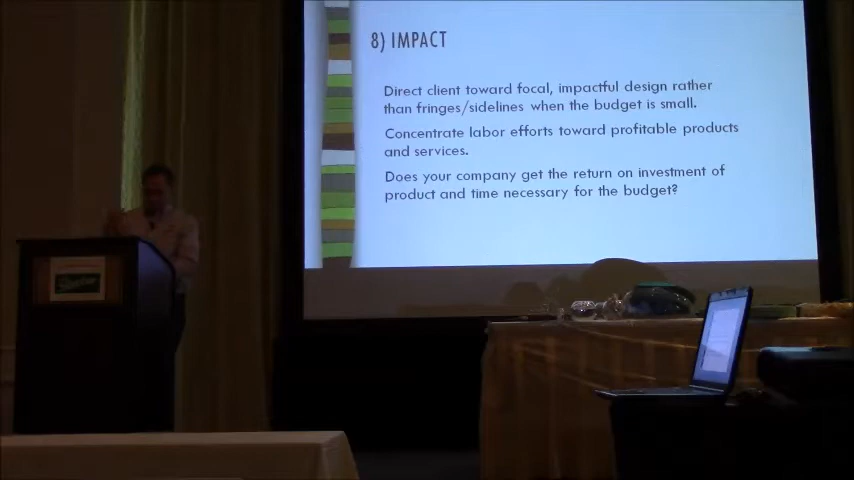 8) IMPACT
Direct client toward focal, impactful design rather
than fringes/sidelines when the budget is small.
Concentrate labor efforts toward profitable products
and services.
Does your company get the return on investment of
product and time necessary for the budget?